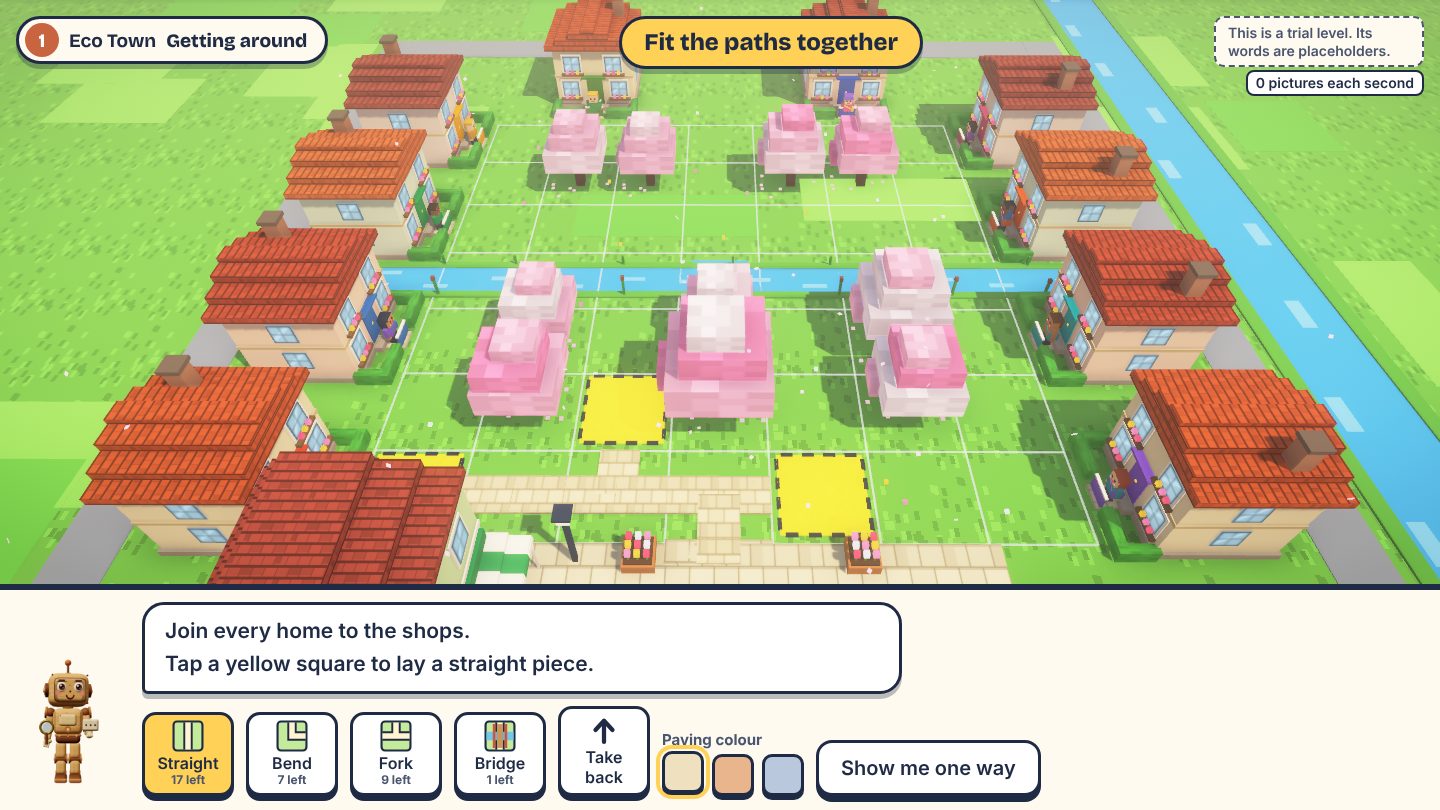 1 Eco Town Getting around
Fit the paths together
This is a trial level. Its
words are placeholders.
0 pictures each second
Join every home to the shops.
Tap a yellow square to lay a straight piece.
Straight
17 left
Bend
7 left
Fork
9 left
Bridge
1 left
Take
back
Paving colour
Show me one way